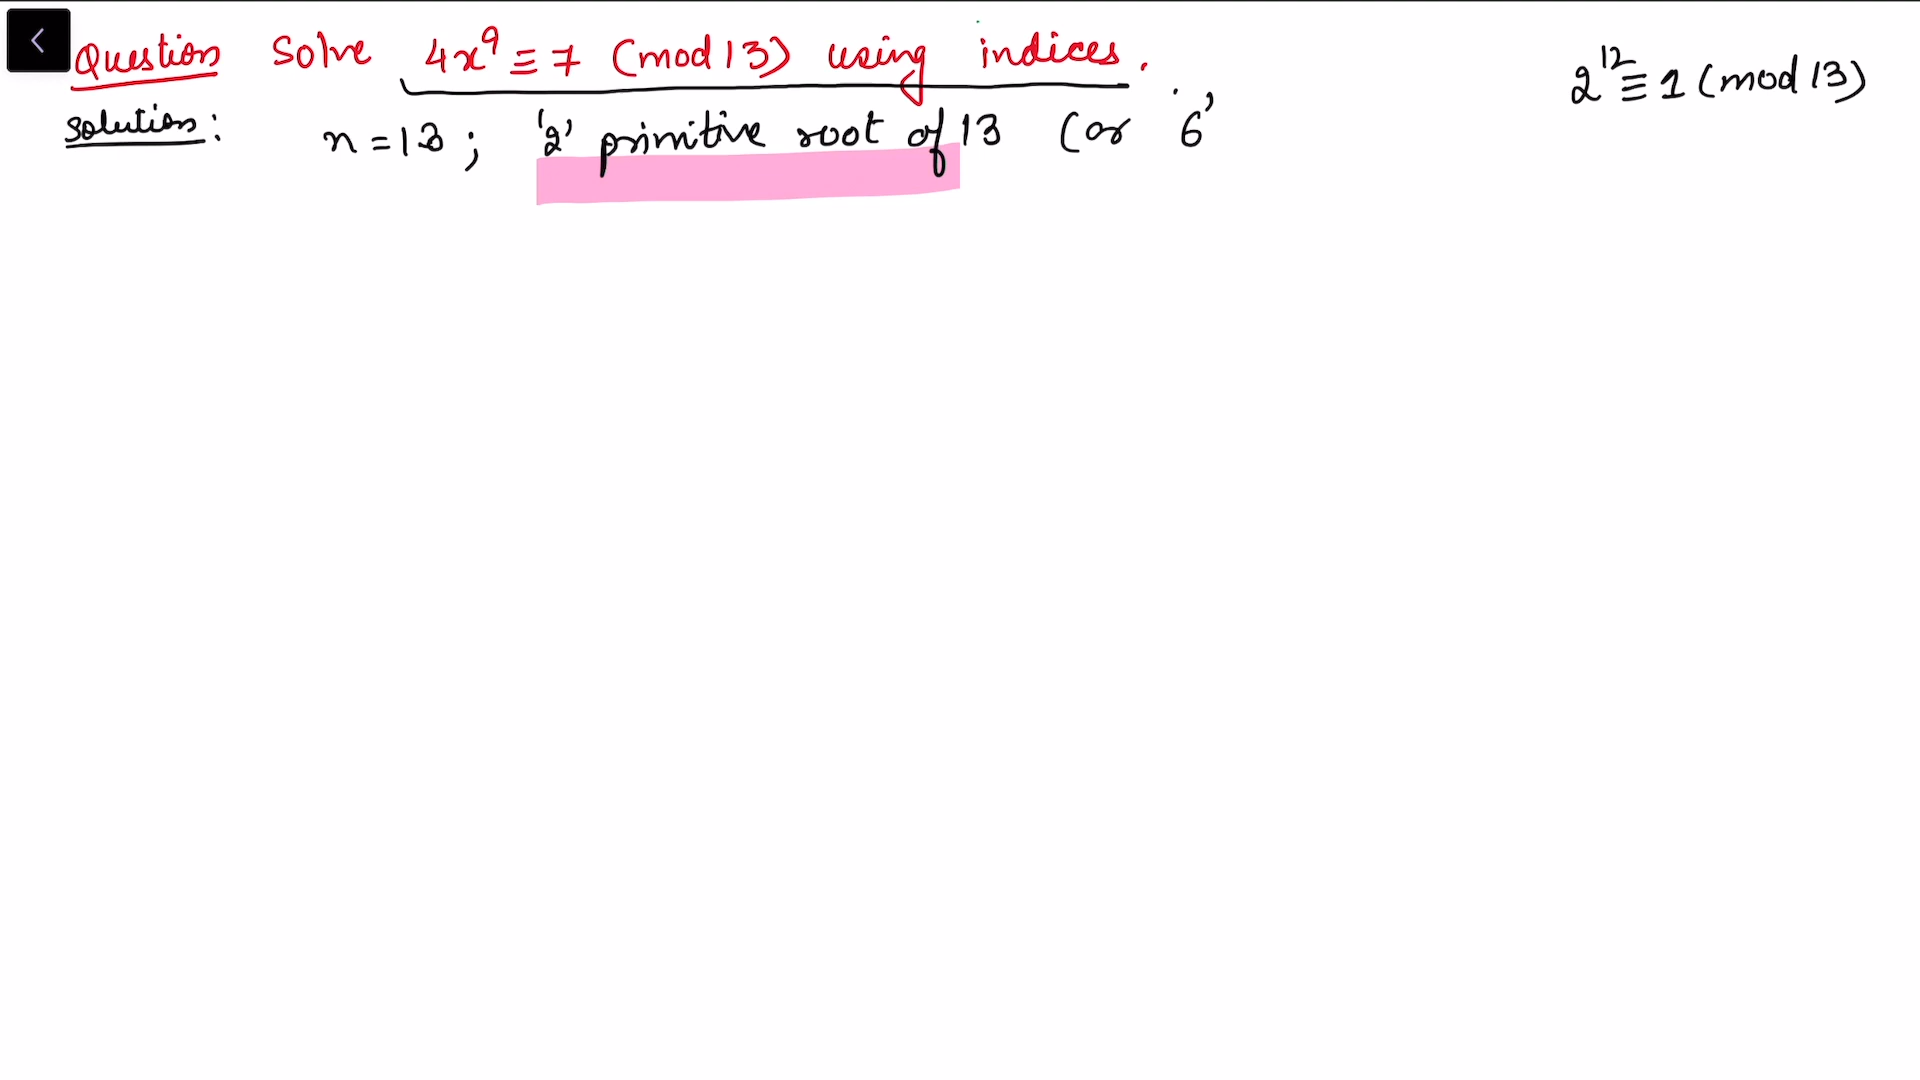 Question Solve 4x⁹ ≡ 7 (mod 13) using indices.
2¹² ≡ 1 (mod 13)
Solution: n = 13 ; '2' primitive root of 13 (or '6'